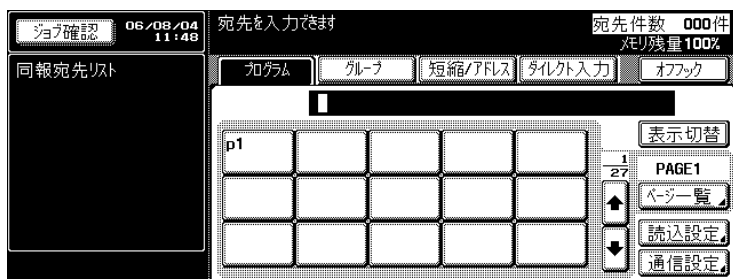 ジョブ確認
06/08/04
11:48
同報宛先リスト
宛先を入力できます
宛先件数 000件
メモリ残量100%
プログラム
グループ
短縮/アドレス
ダイレクト入力
オフフック
p1
表示切替
1
27
PAGE1
ページ一覧
読込設定
通信設定